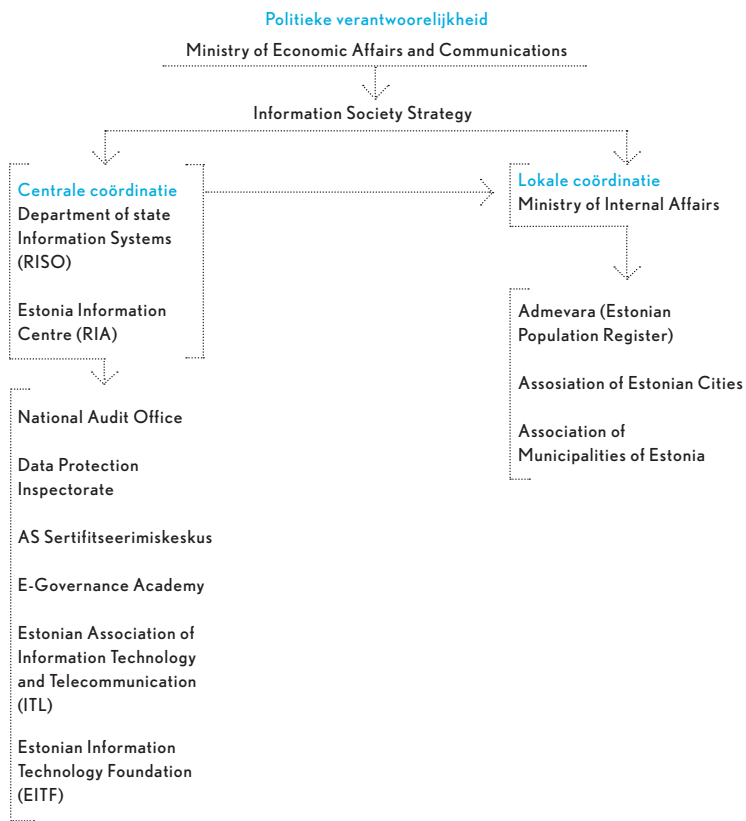 Politieke verantwoorelijkheid
Ministry of Economic Affairs and Communications
Information Society Strategy
Centrale coördinatie
Department of state
Information Systems
(RISO)
Estonia Information
Centre (RIA)
National Audit Office
Data Protection
Inspectorate
AS Sertifitseerimiskeskus
E-Governance Academy
Estonian Association of
Information Technology
and Telecommunication
(ITL)
Estonian Information
Technology Foundation
(EITF)
Lokale coördinatie
Ministry of Internal Affairs
Admevara (Estonian
Population Register)
Assosiation of Estonian Cities
Association of
Municipalities of Estonia